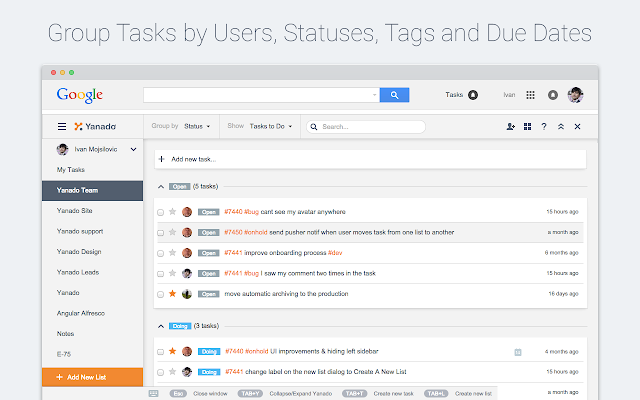 Group Tasks by Users, Statuses, Tags and Due Dates
Google
Tasks
Ivan
Yanado
Group by Status
Show Tasks to Do
Search...
?
Ivan Mojsilovic
My Tasks
Yanado Team
Yanado Site
Yanado support
Yanado Design
Yanado Leads
Yanado
Angular Alfresco
Notes
E-75
+ Add New List
+ Add new task...
Open (5 tasks)
Open #7440 #bug cant see my avatar anywhere 15 hours ago
Open #7450 #onhold send pusher notif when user moves task from one list to another a month ago
Open #7441 improve onboarding process #dev 6 months ago
Open #7441 #bug I saw my comment two times in the task 15 hours ago
Open move automatic archiving to the production 16 days ago
Doing (3 tasks)
Doing #7440 #onhold UI improvements & hiding left sidebar 4 months ago
Doing #7441 change label on the new list dialog to Create A New List a month ago
Esc Close window TAB+Y Collapse/Expand Yanado TAB+T Create new task TAB+L Create new list